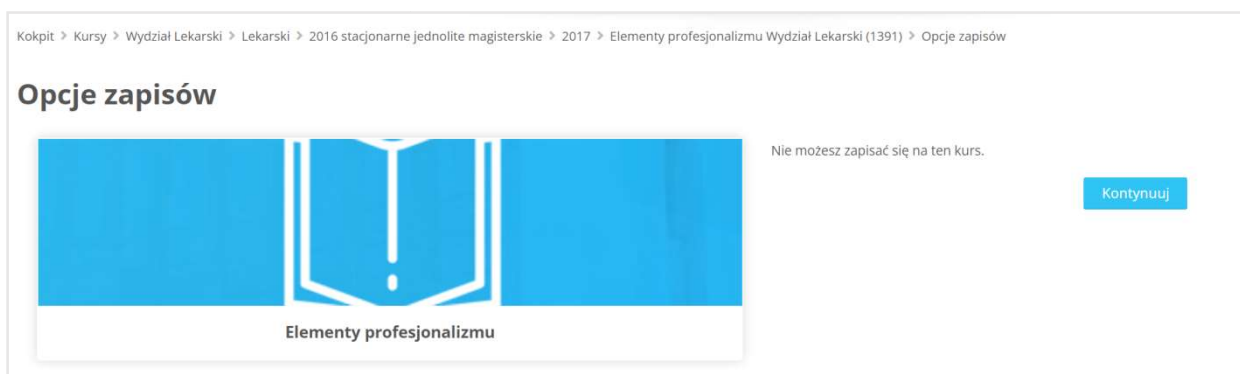 Kokpit > Kursy > Wydział Lekarski > Lekarski > 2016 stacjonarne jednolite magisterskie > 2017 > Elementy profesjonalizmu Wydział Lekarski (1391) > Opcje zapisów
Opcje zapisów
Nie możesz zapisać się na ten kurs.
Kontynuuj
Elementy profesjonalizmu